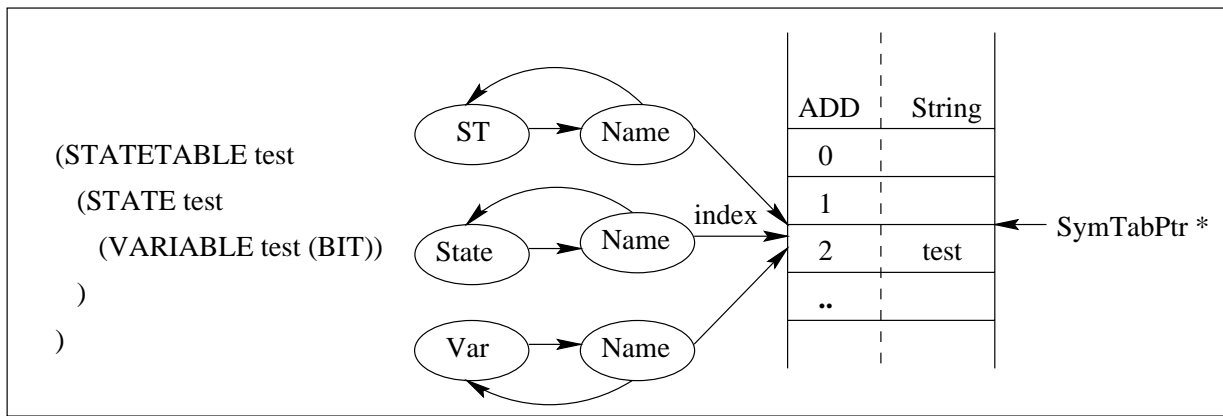 (STATETABLE test
(STATE test
(VARIABLE test (BIT))
)
)
ST
Name
State
Name
Var
Name
index
ADD String
0
1
2 test
..
SymTabPtr *